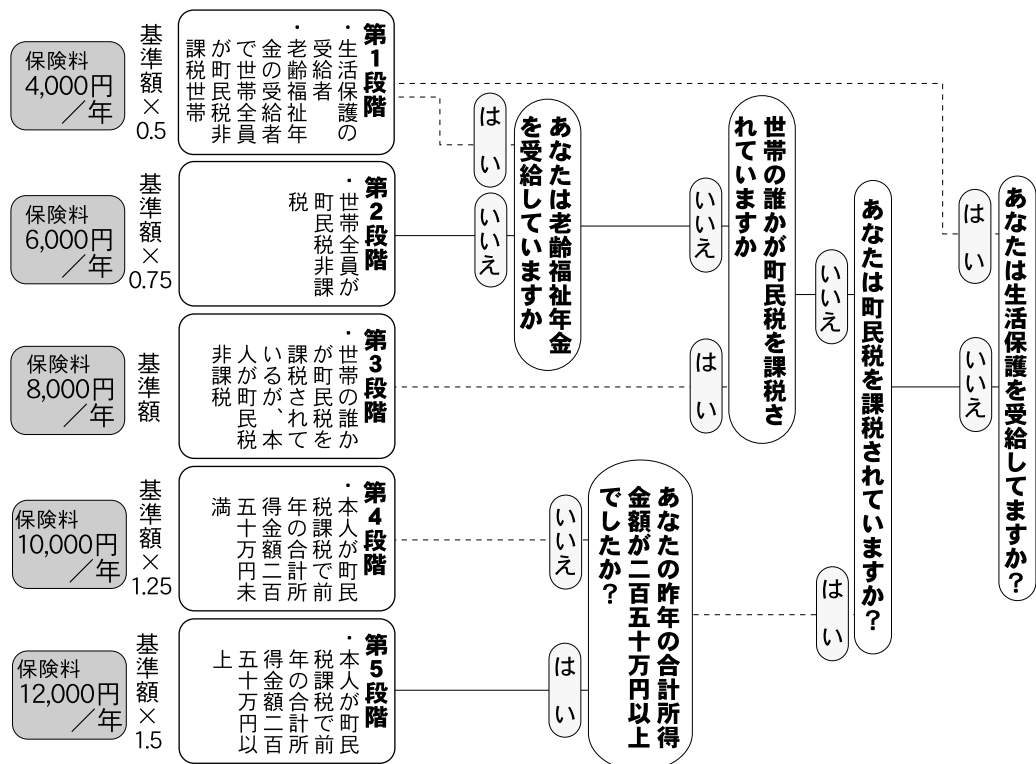 あなたは生活保護を受給してますか？
はい
いいえ
あなたは町民税を課税されていますか？
いいえ
はい
世帯の誰かが町民税を課税さ
れていますか
いいえ
はい
あなたの昨年の合計所得
金額が二百五十万円以上
でしたか？
いいえ
はい
あなたは老齢福祉年金
を受給していますか
はい
いいえ
第1段階
・生活保護の
受給者
・老齢福祉年
金の受給者
で世帯全員
が町民税非
課税世帯
基準額×0.5
保険料
4,000円
／年
第2段階
・世帯全員が
町民税非課
税
基準額×0.75
保険料
6,000円
／年
第3段階
・世帯の誰か
が町民税を
課税されて
いるが、本
人が町民税
非課税
基準額
保険料
8,000円
／年
第4段階
・本人が町民
税課税で前
年の合計所
得金額二百
五十万円未
満
基準額×1.25
保険料
10,000円
／年
第5段階
・本人が町民
税課税で前
年の合計所
得金額二百
五十万円以
上
基準額×1.5
保険料
12,000円
／年